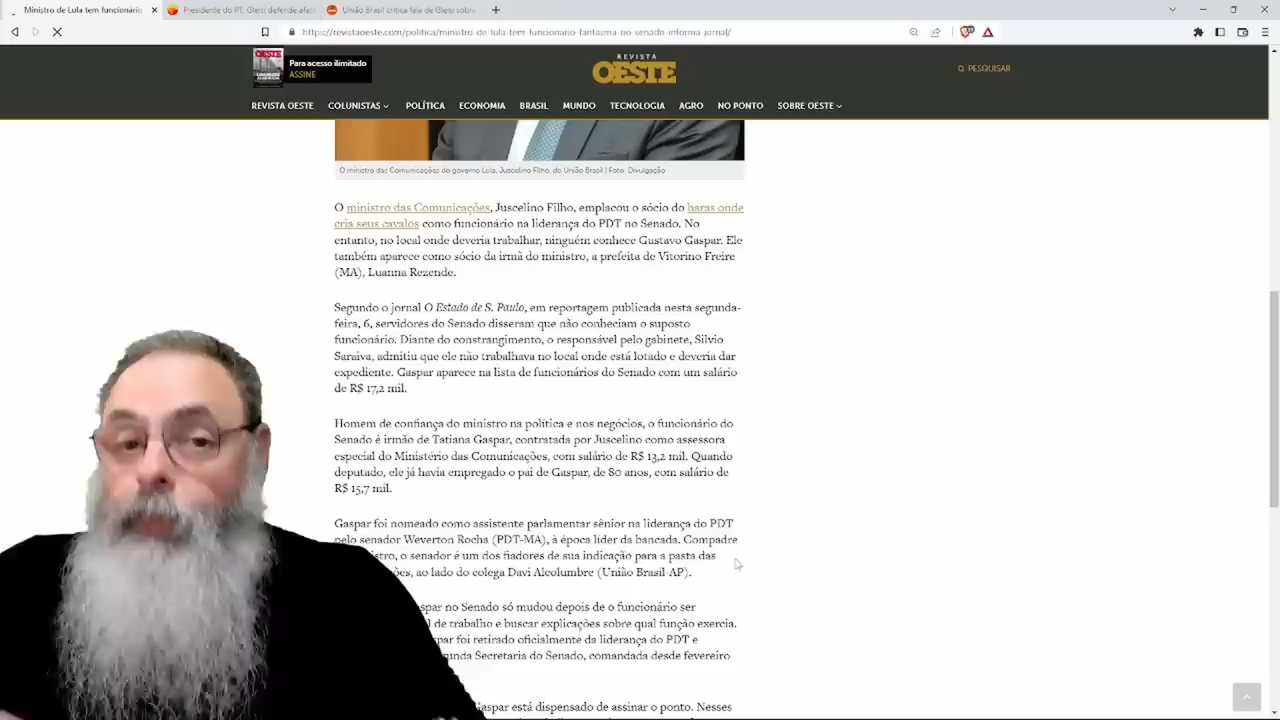 Ministro de Lula tem funcionário
Presidente do PT, Gleisi defende afas
União Brasil critica fala de Gleisi sobre
https://revistaoeste.com/politica/ministro-de-lula-tem-funcionario-fantasma-no-senado-informa-jornal/
OESTE
Para acesso ilimitado
ASSINE
REVISTA
OESTE
PESQUISAR
REVISTA OESTE COLUNISTAS POLÍTICA ECONOMIA BRASIL MUNDO TECNOLOGIA AGRO NO PONTO SOBRE OESTE
O ministro das Comunicações do governo Lula, Juscelino Filho, do União Brasil | Foto: Divulgação
O ministro das Comunicações, Juscelino Filho, emplacou o sócio do haras onde
cria seus cavalos como funcionário na liderança do PDT no Senado. No
entanto, no local onde deveria trabalhar, ninguém conhece Gustavo Gaspar. Ele
também aparece como sócio da irmã do ministro, a prefeita de Vitorino Freire
(MA), Luanna Rezende.
Segundo o jornal O Estado de S. Paulo, em reportagem publicada nesta segunda-
feira, 6, servidores do Senado disseram que não conheciam o suposto
funcionário. Diante do constrangimento, o responsável pelo gabinete, Silvio
Saraiva, admitiu que ele não trabalhava no local onde está lotado e deveria dar
expediente. Gaspar aparece na lista de funcionários do Senado com um salário
de R$ 17,2 mil.
Homem de confiança do ministro na política e nos negócios, o funcionário do
Senado é irmão de Tatiana Gaspar, contratada por Juscelino como assessora
especial do Ministério das Comunicações, com salário de R$ 13,2 mil. Quando
deputado, ele já havia empregado o pai de Gaspar, de 80 anos, com salário de
R$ 15,7 mil.
Gaspar foi nomeado como assistente parlamentar sênior na liderança do PDT
pelo senador Weverton Rocha (PDT-MA), à época líder da bancada. Compadre
istro, o senador é um dos fiadores de sua indicação para a pasta das
ões, ao lado do colega Davi Alcolumbre (União Brasil-AP).
spar no Senado só mudou depois de o funcionário ser
l de trabalho e buscar explicações sobre qual função exercia.
spar foi retirado oficialmente da liderança do PDT e
unda Secretaria do Senado, comandada desde fevereiro
Gaspar está dispensado de assinar o ponto. Nesses